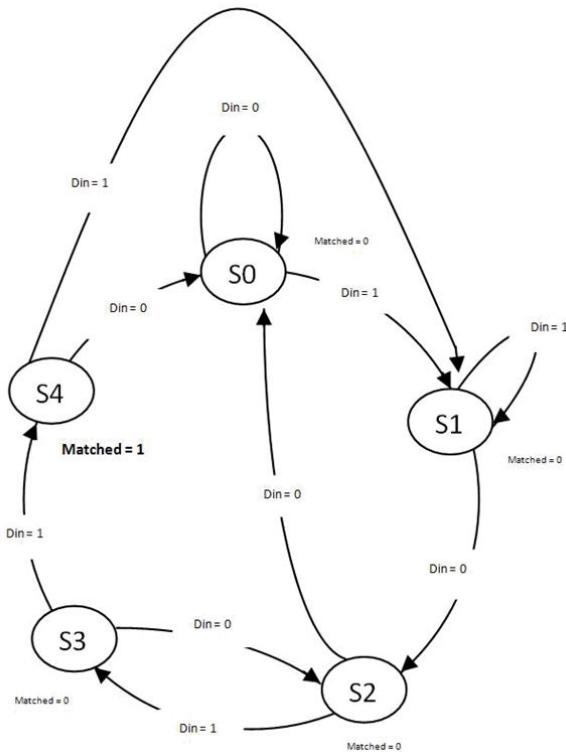 Din = 0
Din = 1
Matched = 0
S0
Din = 1
Din = 0
Din = 1
S4
S1
Matched = 1
Matched = 0
Din = 0
Din = 1
Din = 0
S3
Din = 0
S2
Matched = 0
Din = 1
Matched = 0